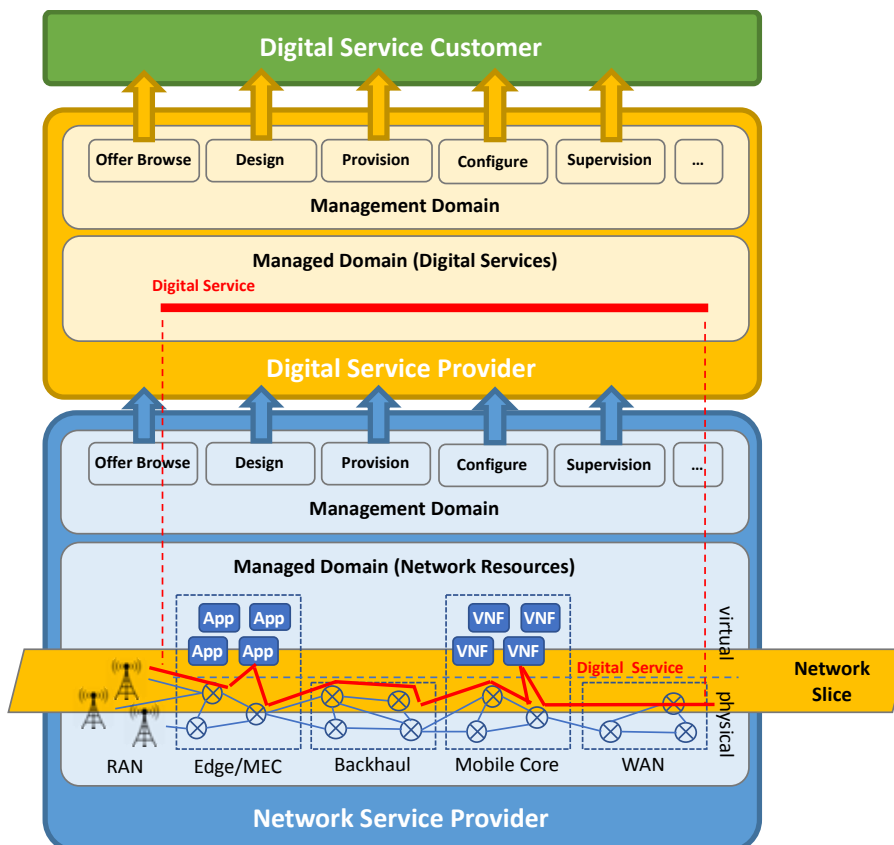 Digital Service Customer
Offer Browse
Design
Provision
Configure
Supervision
...
Management Domain
Managed Domain (Digital Services)
Digital Service
Digital Service Provider
Offer Browse
Design
Provision
Configure
Supervision
...
Management Domain
Managed Domain (Network Resources)
App
App
VNF
VNF
App
App
VNF
VNF
virtual
Digital Service
Network
Slice
physical
RAN
Edge/MEC
Backhaul
Mobile Core
WAN
Network Service Provider